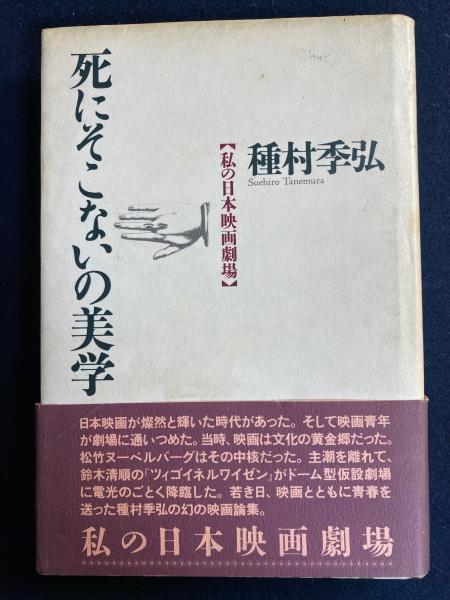 死にそこないの美学
【私の日本映画劇場】
種村季弘
Suehiro Tanemura
日本映画が燦然と輝いた時代があった。そして映画青年
が劇場に通いつめた。当時、映画は文化の黄金郷だった。
松竹ヌーベルバーグはその中核だった。主潮を離れて、
鈴木清順の『ツィゴイネルワイゼン』がドーム型仮設劇場
に電光のごとく降臨した。若き日、映画とともに青春を
送った種村季弘の幻の映画論集。
私の日本映画劇場